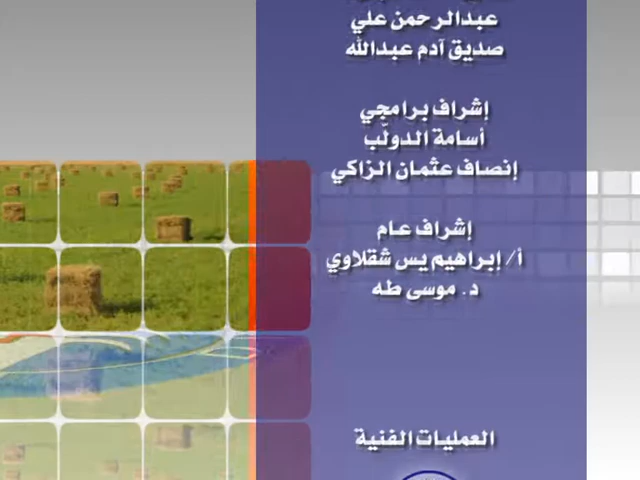 عبدالرحمن علي
صديق آدم عبدالله
إشراف برامجي
أسامة الدولّب
إنصاف عثمان الزاكي
إشراف عام
أ/ إبراهيم يس شقلاوي
د. موسى طه
العمليات الفنية